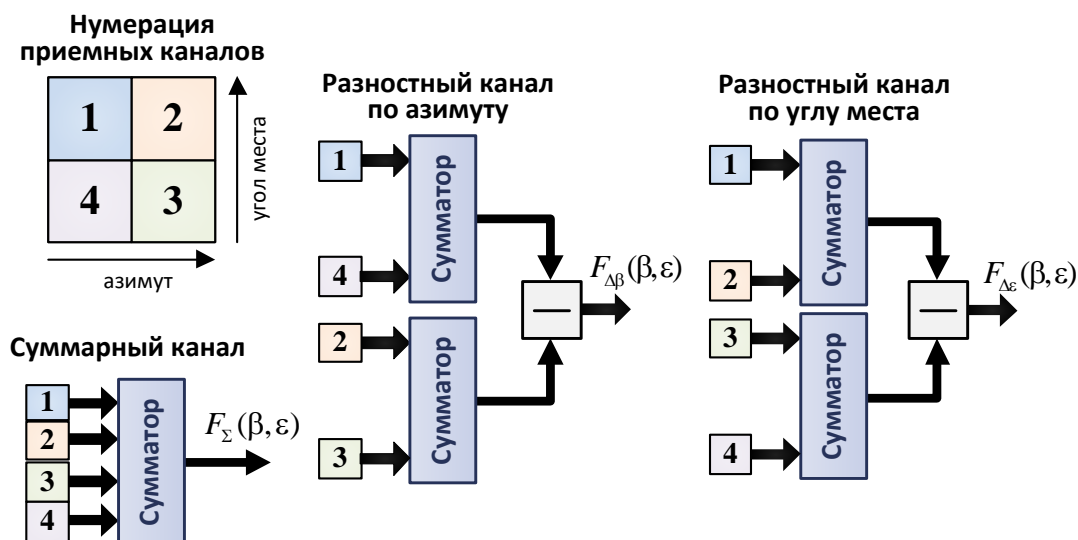 Нумерация
приемных каналов
1 2
4 3
угол места
азимут
Суммарный канал
1
2
3
4
Сумматор
F_Σ(β,ε)
Разностный канал
по азимуту
1
4
Сумматор
2
3
Сумматор
—
F_Δβ(β,ε)
Разностный канал
по углу места
1
2
Сумматор
3
4
Сумматор
—
F_Δε(β,ε)